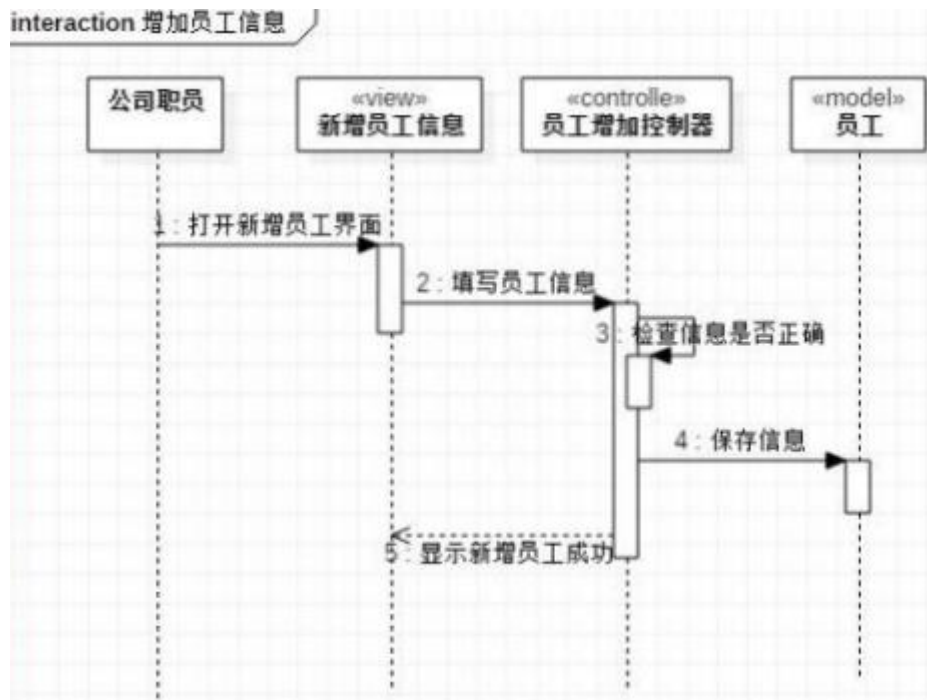 interaction 增加员工信息
公司职员
«view»
新增员工信息
«controlle»
员工增加控制器
«model»
员工
1 : 打开新增员工界面
2 : 填写员工信息
3 : 检查信息是否正确
4 : 保存信息
5 : 显示新增员工成功